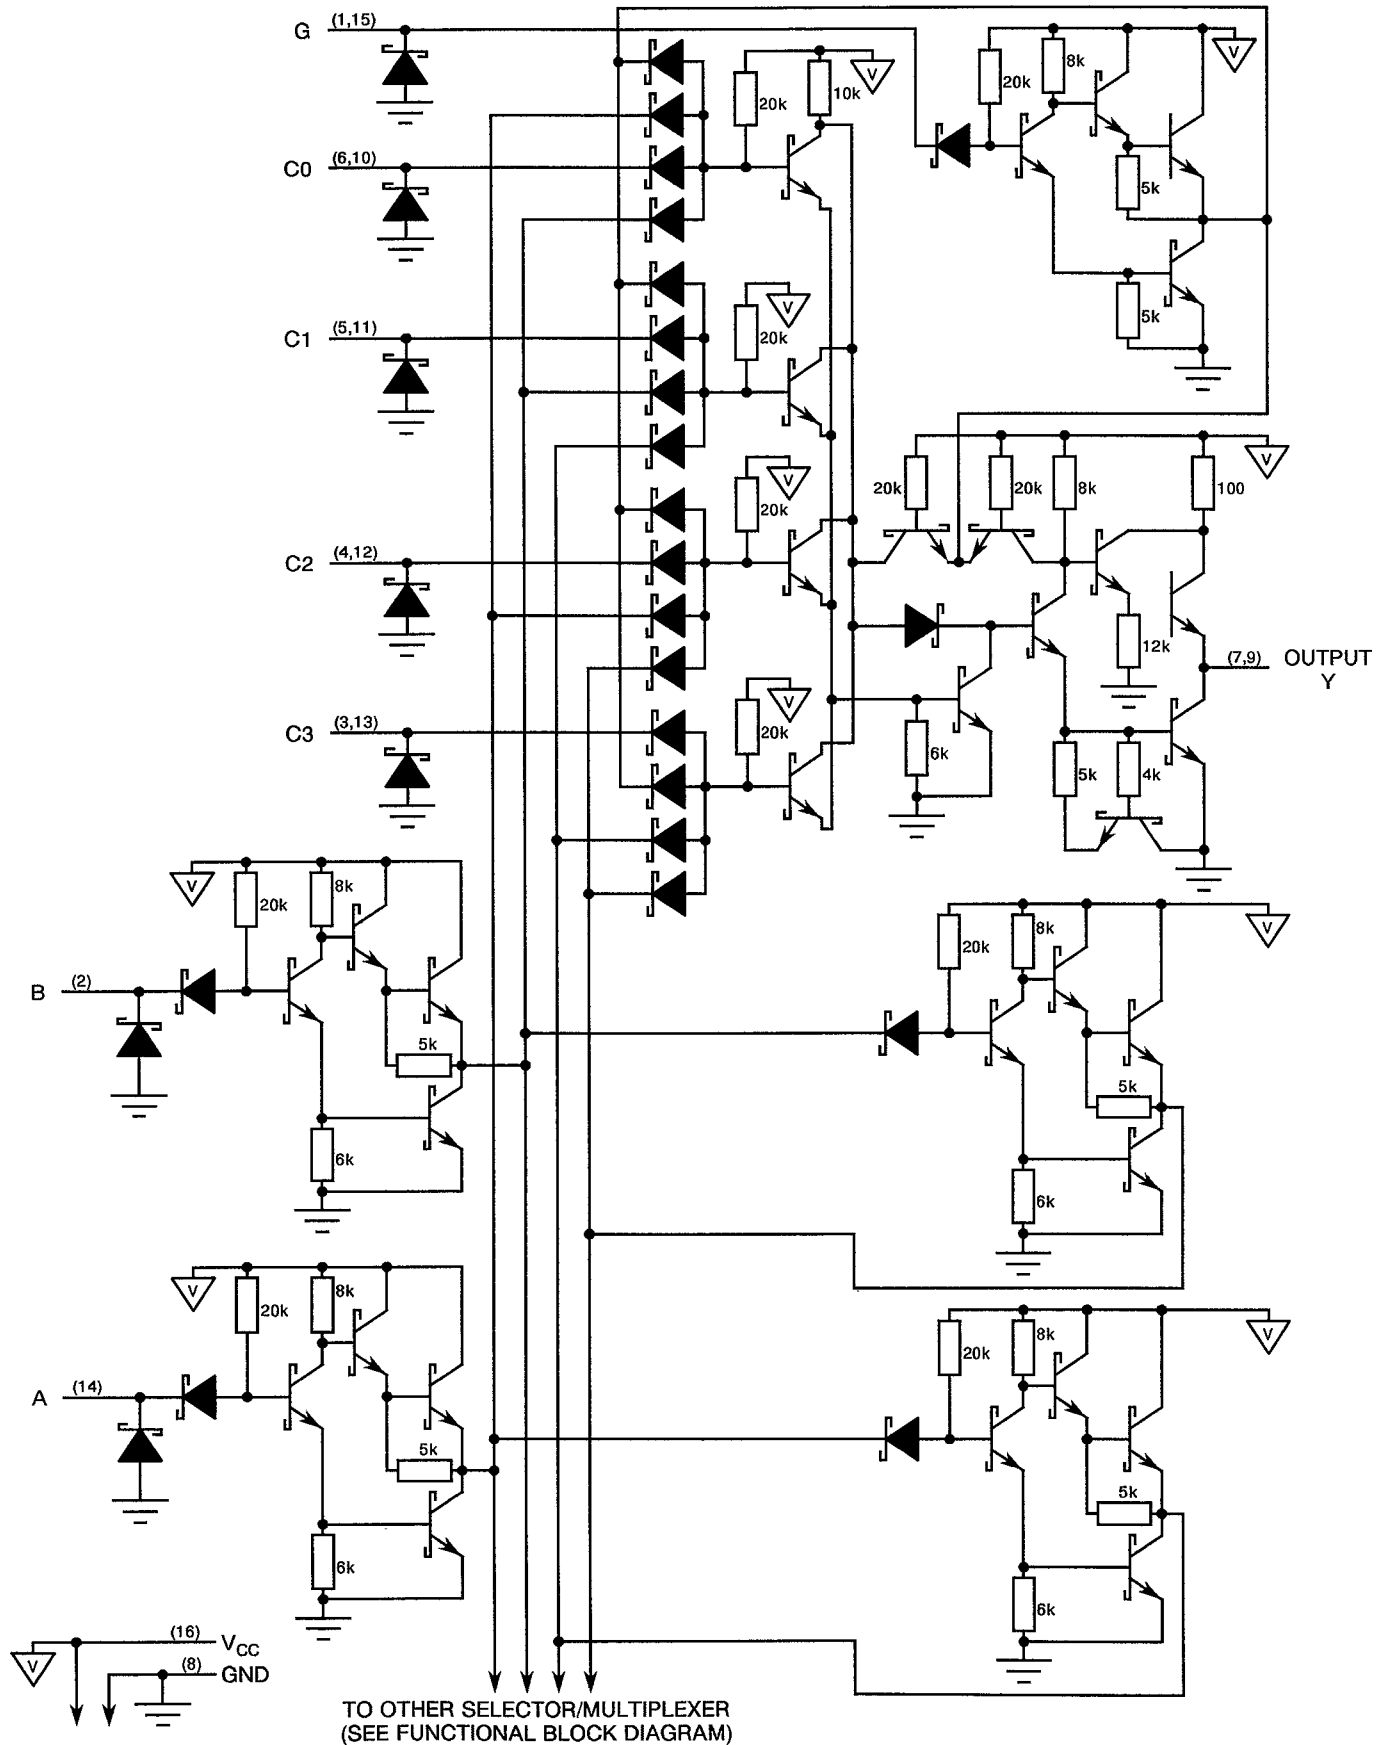 G (1,15)
V
20k
8k
V
20k
10k
C0 (6,10)
5k
5k
V
20k
C1 (5,11)
V
20k
V
20k
20k
8k
100
C2 (4,12)
12k
(7,9) OUTPUT
Y
V
20k
C3 (3,13)
6k
5k
4k
V
20k
8k
V
20k
8k
B (2)
5k
6k
5k
6k
V
20k
8k
V
20k
8k
A (14)
5k
6k
5k
6k
V
(16) VCC
(8) GND
TO OTHER SELECTOR/MULTIPLEXER
(SEE FUNCTIONAL BLOCK DIAGRAM)